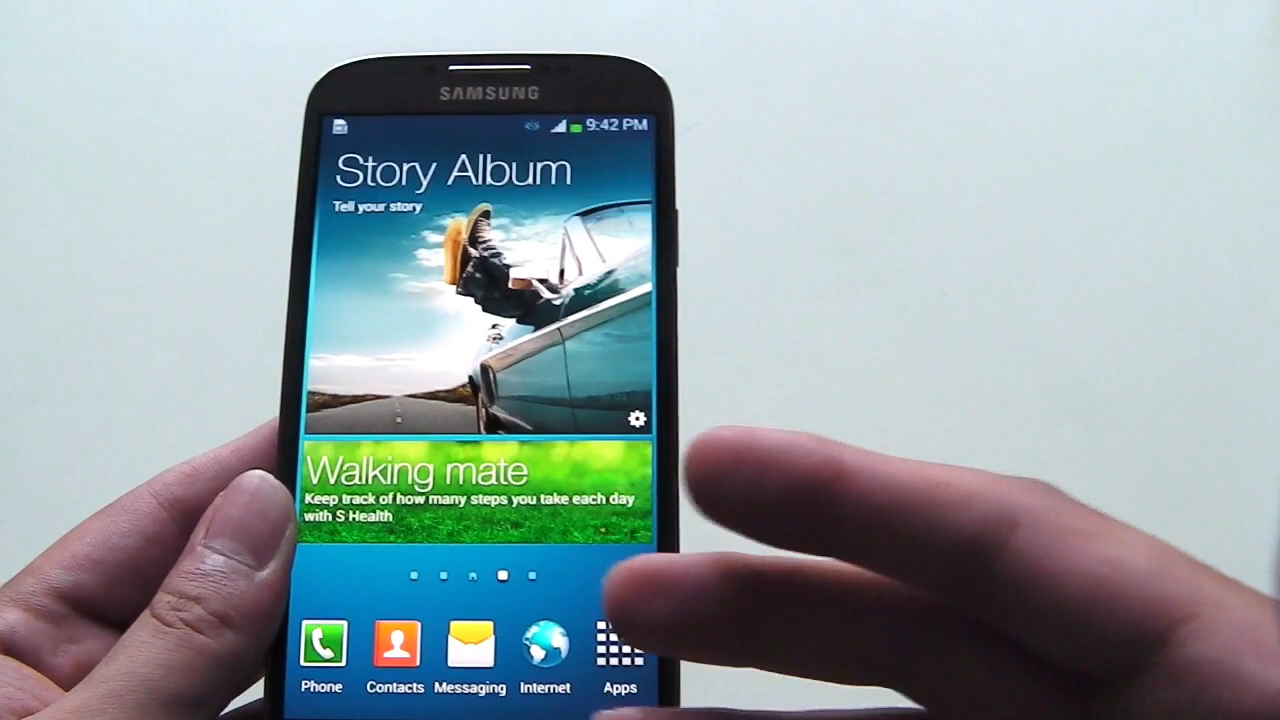 SAMSUNG
9:42 PM
Story Album
Tell your story
Walking mate
Keep track of how many steps you take each day
with S Health
Phone Contacts Messaging Internet Apps